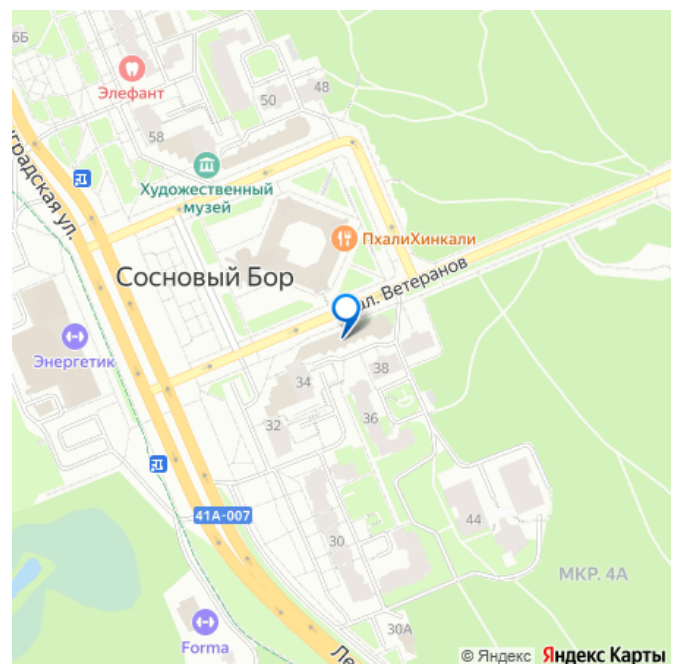 6Б
Элефант
50
48
58
Художественный
музей
градская ул.
ПхалиХинкали
Сосновый Бор
ул. Ветеранов
Энергетик
34
38
32
36
41А-007
44
30
МКР. 4А
30А
Forma
Ле
© Яндекс Яндекс Карты